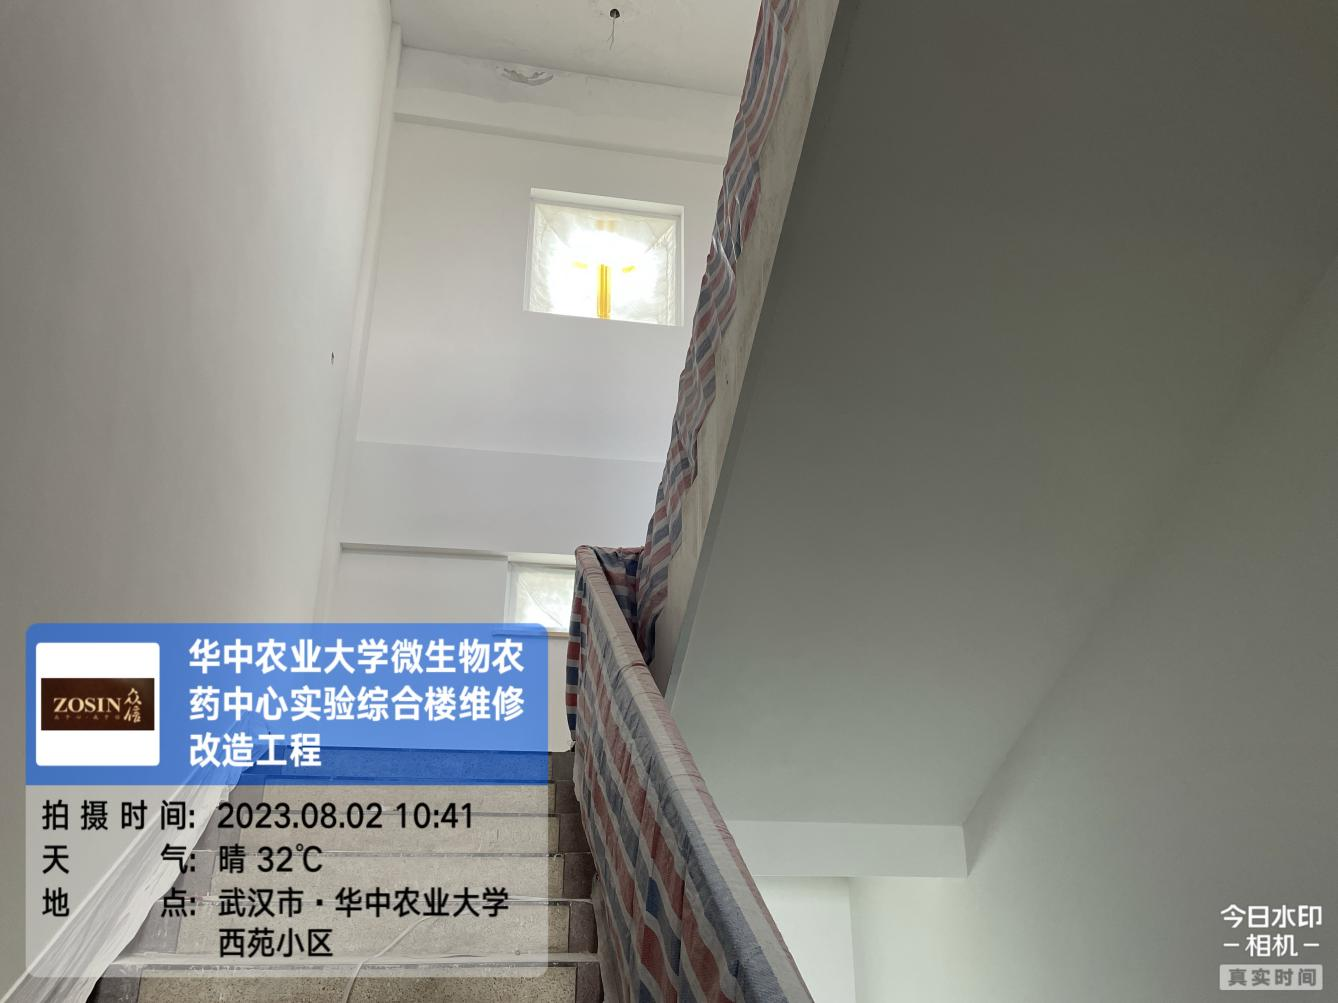 华中农业大学微生物农
药中心实验综合楼维修
改造工程
ZOSIN众信
拍摄时间: 2023.08.02 10:41
天气: 晴 32℃
地点: 武汉市·华中农业大学
西苑小区
今日水印
相机
真实时间